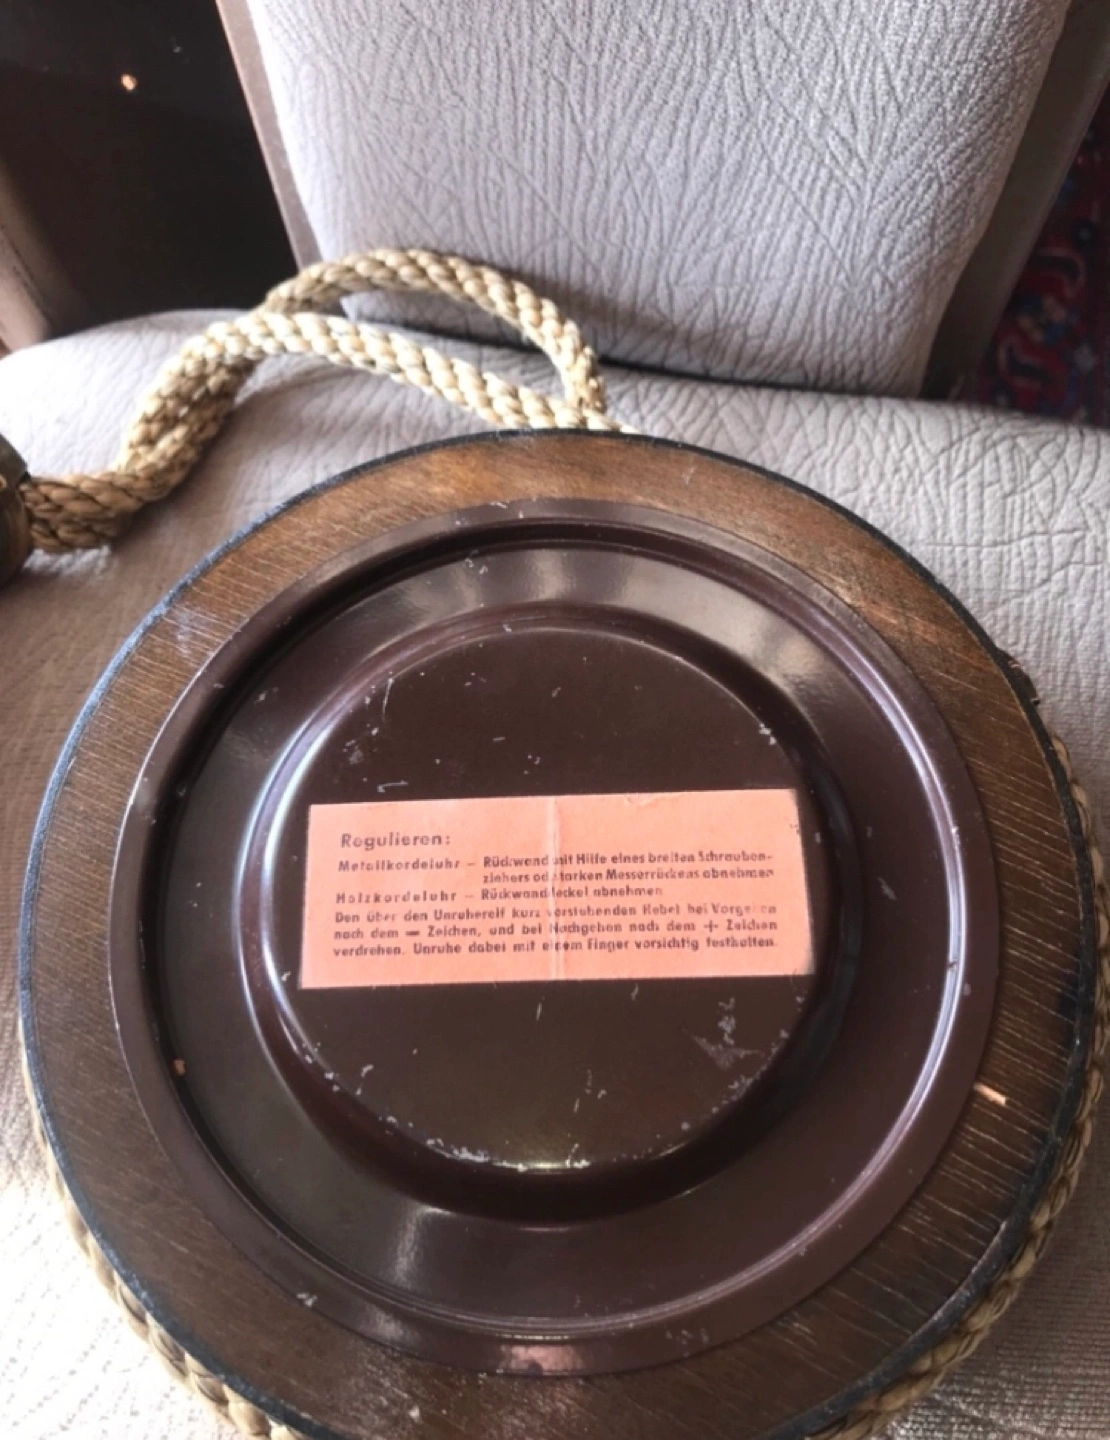 Regulieren:
Metallkordeluhr – Rückwand mit Hilfe eines breiten Schrauben-
ziehers od. starken Messerrückens abnehmen
Holzkordeluhr – Rückwanddeckel abnehmen
Den über den Unruhereif kurz vorstehenden Hebel bei Vorgehen
nach dem – Zeichen, und bei Nachgehen nach dem + Zeichen
verdrehen. Unruhe dabei mit einem Finger vorsichtig festhalten.